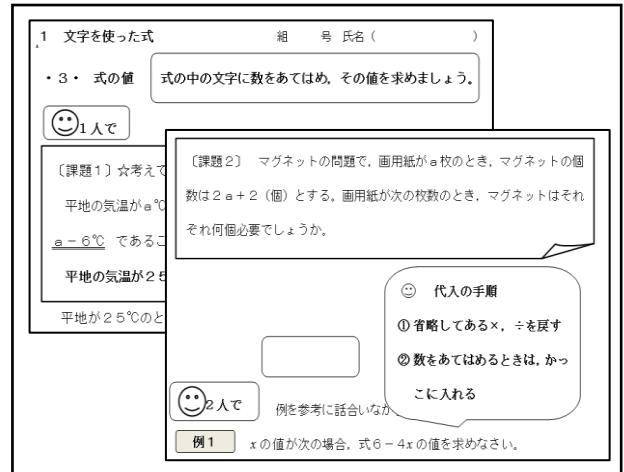 1 文字を使った式 組 号 氏名（ ）
・3・ 式の値
式の中の文字に数をあてはめ，その値を求めましょう。
1人で
〔課題1〕☆考えて
平地の気温がa℃
a－6℃ であるこ
平地の気温が25
平地が25℃のと
〔課題2〕 マグネットの問題で，画用紙がa枚のとき，マグネットの個
数は2a＋2（個）とする。画用紙が次の枚数のとき，マグネットはそれ
ぞれ何個必要でしょうか。
☺ 代入の手順
① 省略してある×，÷を戻す
② 数をあてはめるときは，かっ
こに入れる
2人で
例を参考に話合いなが
例1 xの値が次の場合，式6－4xの値を求めなさい。